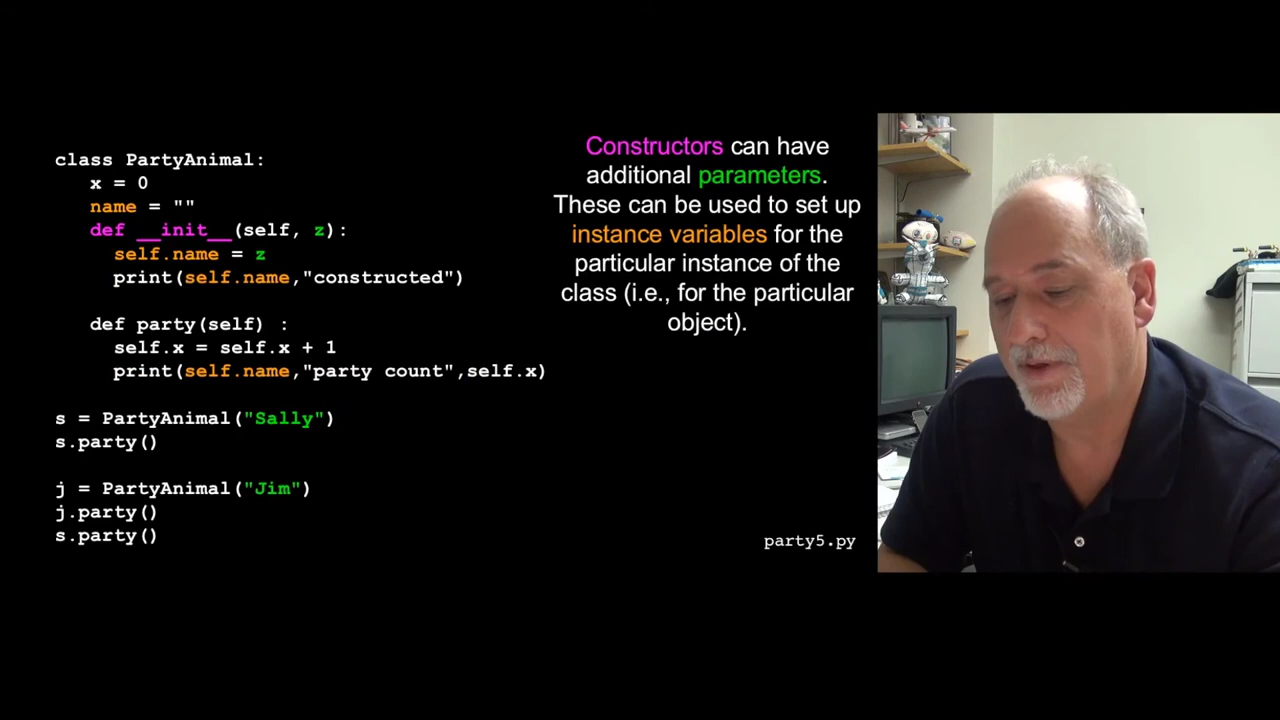 class PartyAnimal:
x = 0
name = ""
def __init__(self, z):
self.name = z
print(self.name,"constructed")
def party(self) :
self.x = self.x + 1
print(self.name,"party count",self.x)
s = PartyAnimal("Sally")
s.party()
j = PartyAnimal("Jim")
j.party()
s.party()
Constructors can have
additional parameters.
These can be used to set up
instance variables for the
particular instance of the
class (i.e., for the particular
object).
party5.py